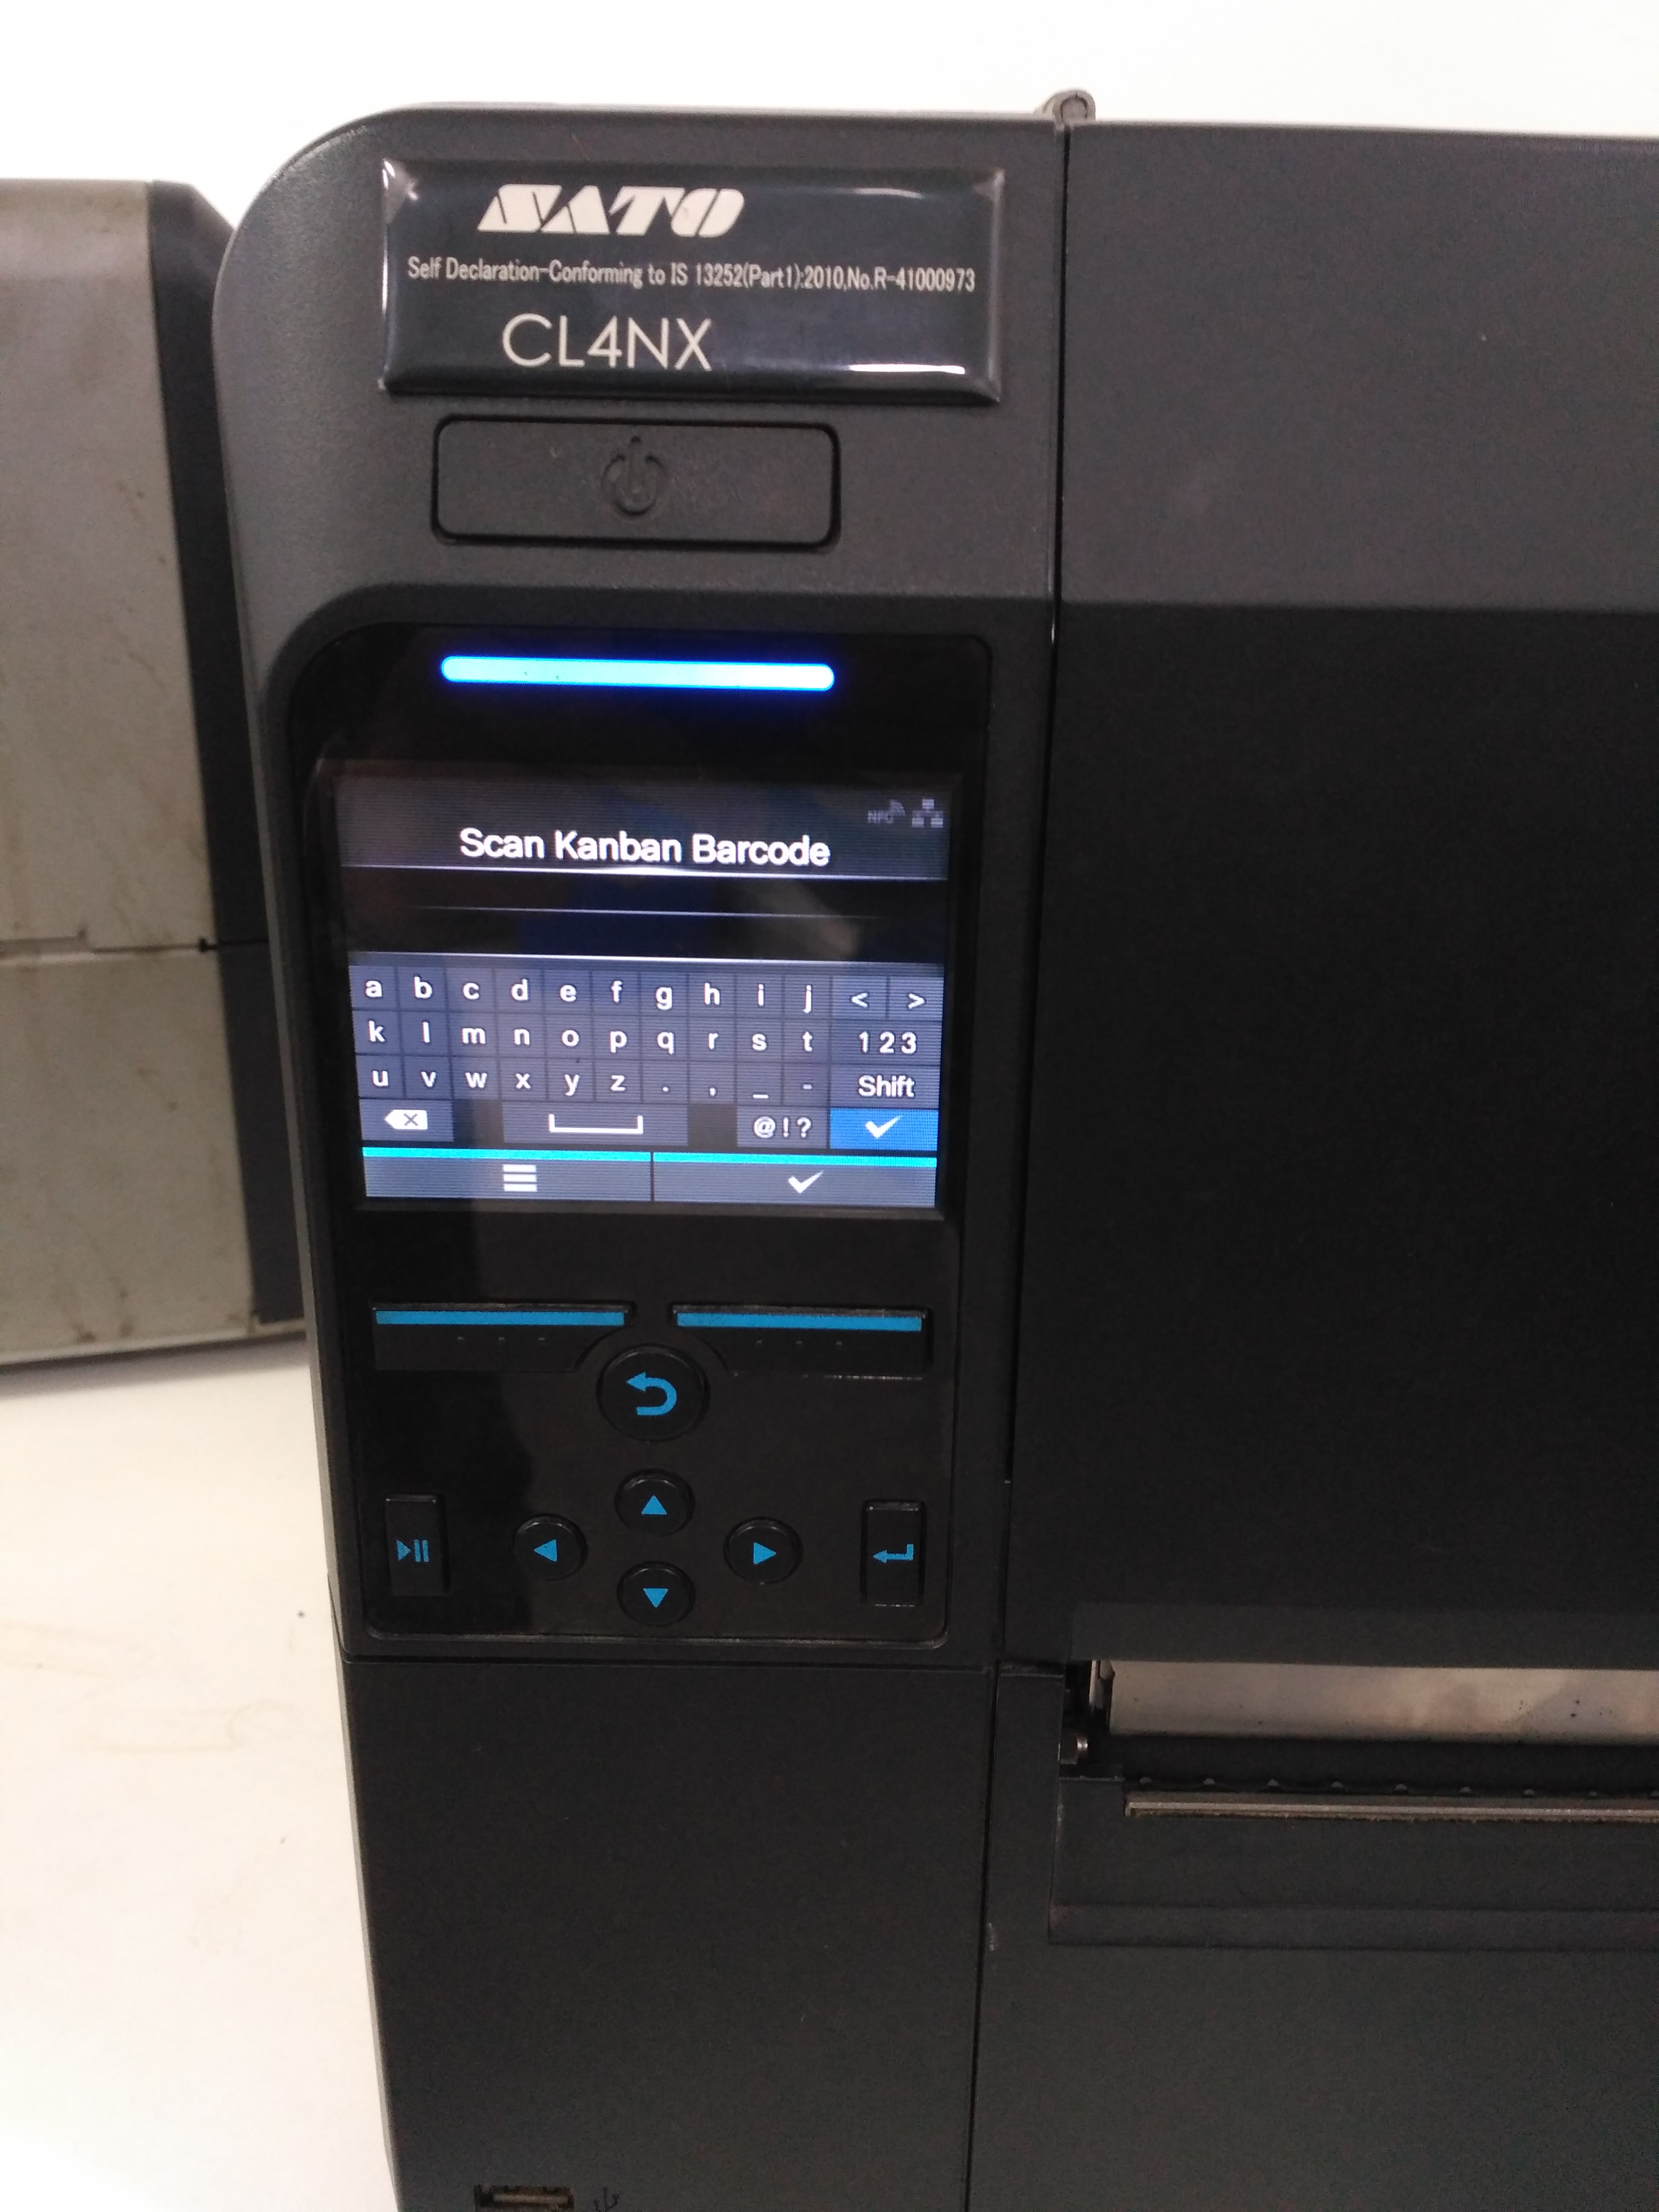 SATO
Self Declaration-Conforming to IS 13252(Part1):2010,No.R-41000973
CL4NX
NFC
Scan Kanban Barcode
a b c d e f g h i j < >
k l m n o p q r s t 123
u v w x y z . , _ - Shift
@!?